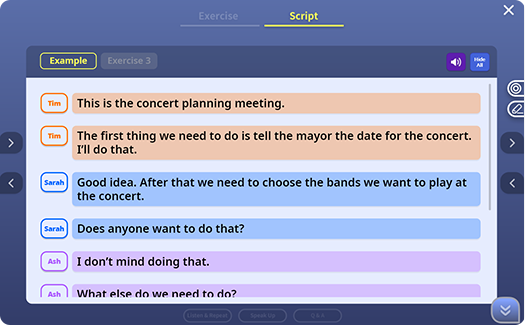 Exercise Script
Example Exercise 3
Hide
All
Tim This is the concert planning meeting.
Tim The first thing we need to do is tell the mayor the date for the concert.
I'll do that.
Sarah Good idea. After that we need to choose the bands we want to play at
the concert.
Sarah Does anyone want to do that?
Ash I don't mind doing that.
Ash What else do we need to do?
Listen & Repeat Speak Up Q & A